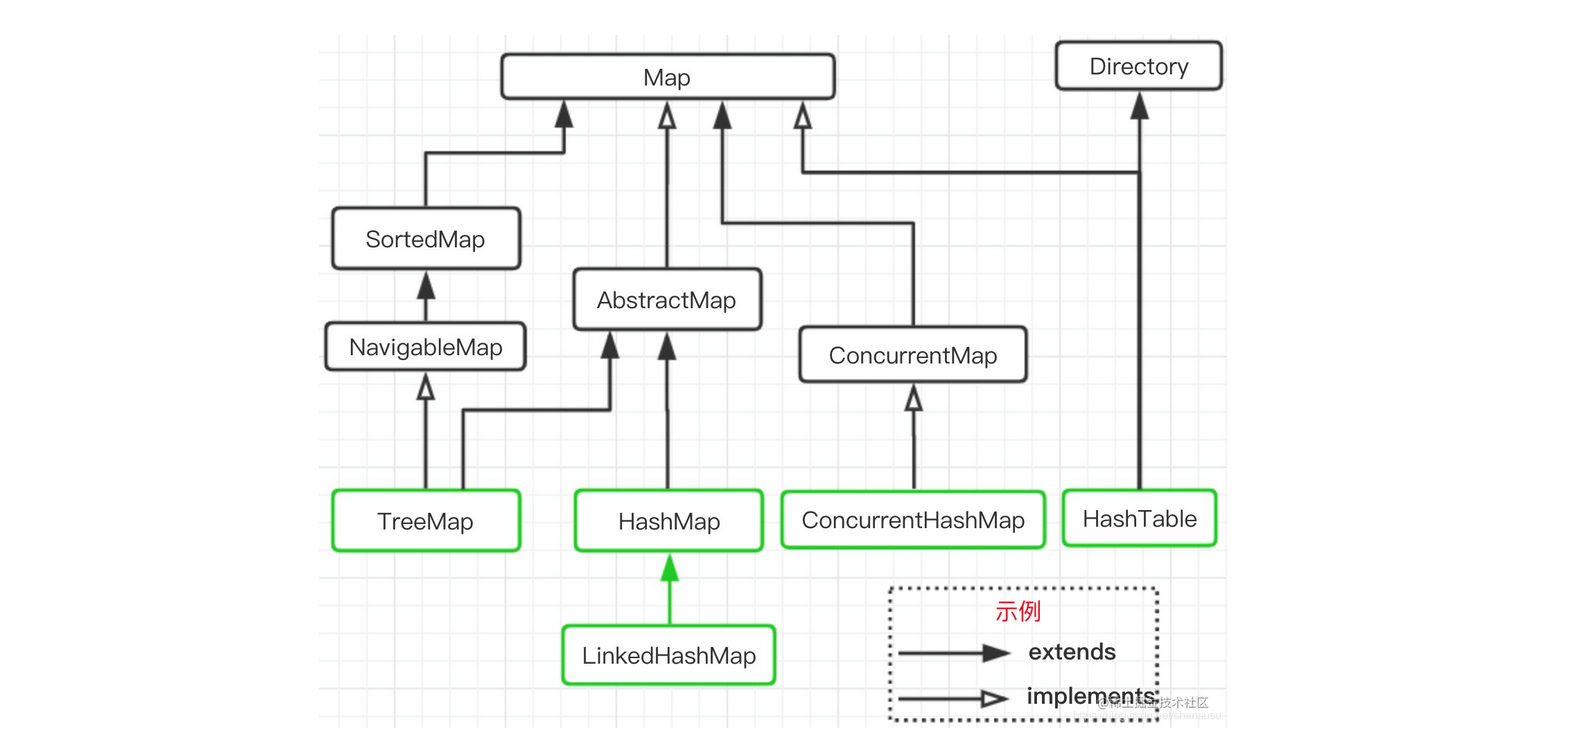 Map
Directory
SortedMap
AbstractMap
NavigableMap
ConcurrentMap
TreeMap
HashMap
ConcurrentHashMap
HashTable
LinkedHashMap
示例
extends
implements
@稀土掘金技术社区